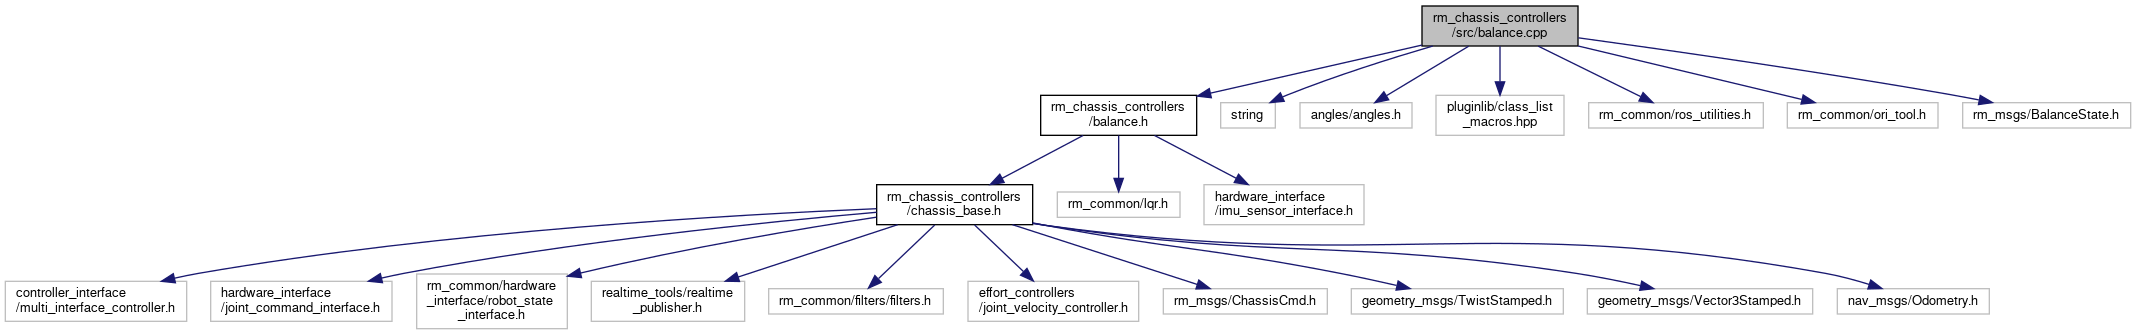 rm_chassis_controllers
/src/balance.cpp
rm_chassis_controllers
/balance.h
string
angles/angles.h
pluginlib/class_list
_macros.hpp
rm_common/ros_utilities.h
rm_common/ori_tool.h
rm_msgs/BalanceState.h
rm_chassis_controllers
/chassis_base.h
rm_common/lqr.h
hardware_interface
/imu_sensor_interface.h
controller_interface
/multi_interface_controller.h
hardware_interface
/joint_command_interface.h
rm_common/hardware
_interface/robot_state
_interface.h
realtime_tools/realtime
_publisher.h
rm_common/filters/filters.h
effort_controllers
/joint_velocity_controller.h
rm_msgs/ChassisCmd.h
geometry_msgs/TwistStamped.h
geometry_msgs/Vector3Stamped.h
nav_msgs/Odometry.h